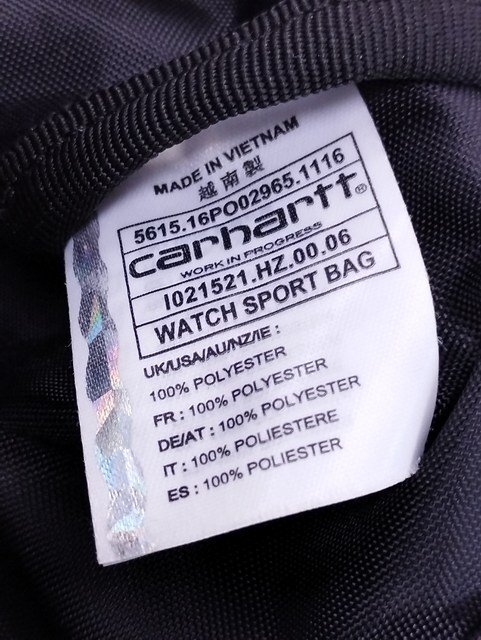 MADE IN VIETNAM
越南製
5615.16PO02965.1116
carhartt®
WORK IN PROGRESS
I021521.HZ.00.06
WATCH SPORT BAG
UK/USA/AU/NZ/IE :
100% POLYESTER
FR : 100% POLYESTER
DE/AT : 100% POLYESTER
IT : 100% POLIESTERE
ES : 100% POLIESTER